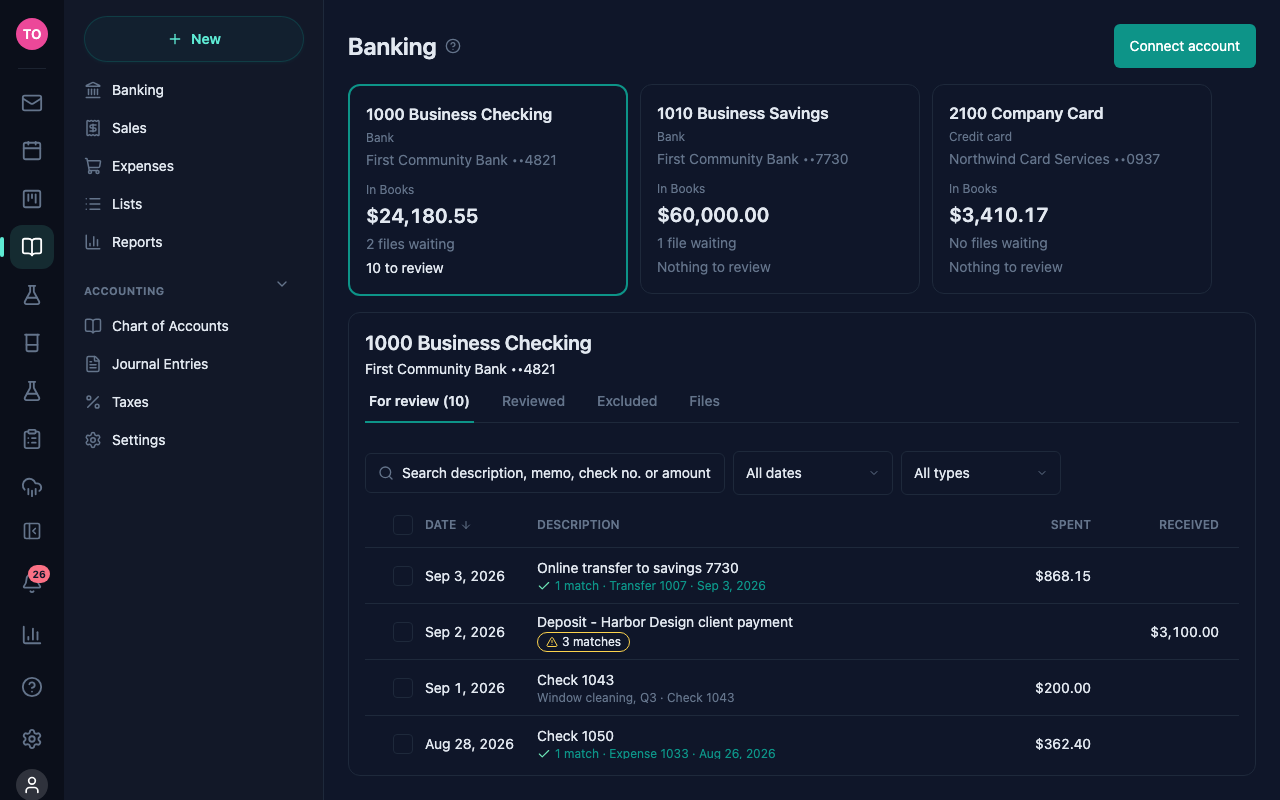 TO
26
New
Banking
Sales
Expenses
Lists
Reports
ACCOUNTING
Chart of Accounts
Journal Entries
Taxes
Settings
Banking
Connect account
1000 Business Checking
Bank
First Community Bank ••4821
In Books
$24,180.55
2 files waiting
10 to review
1010 Business Savings
Bank
First Community Bank ••7730
In Books
$60,000.00
1 file waiting
Nothing to review
2100 Company Card
Credit card
Northwind Card Services ••0937
In Books
$3,410.17
No files waiting
Nothing to review
1000 Business Checking
First Community Bank ••4821
For review (10) Reviewed Excluded Files
Search description, memo, check no. or amount All dates All types
DATE DESCRIPTION SPENT RECEIVED
Sep 3, 2026 Online transfer to savings 7730 $868.15
1 match · Transfer 1007 · Sep 3, 2026
Sep 2, 2026 Deposit - Harbor Design client payment $3,100.00
3 matches
Sep 1, 2026 Check 1043 $200.00
Window cleaning, Q3 · Check 1043
Aug 28, 2026 Check 1050 $362.40
1 match · Expense 1033 · Aug 26, 2026